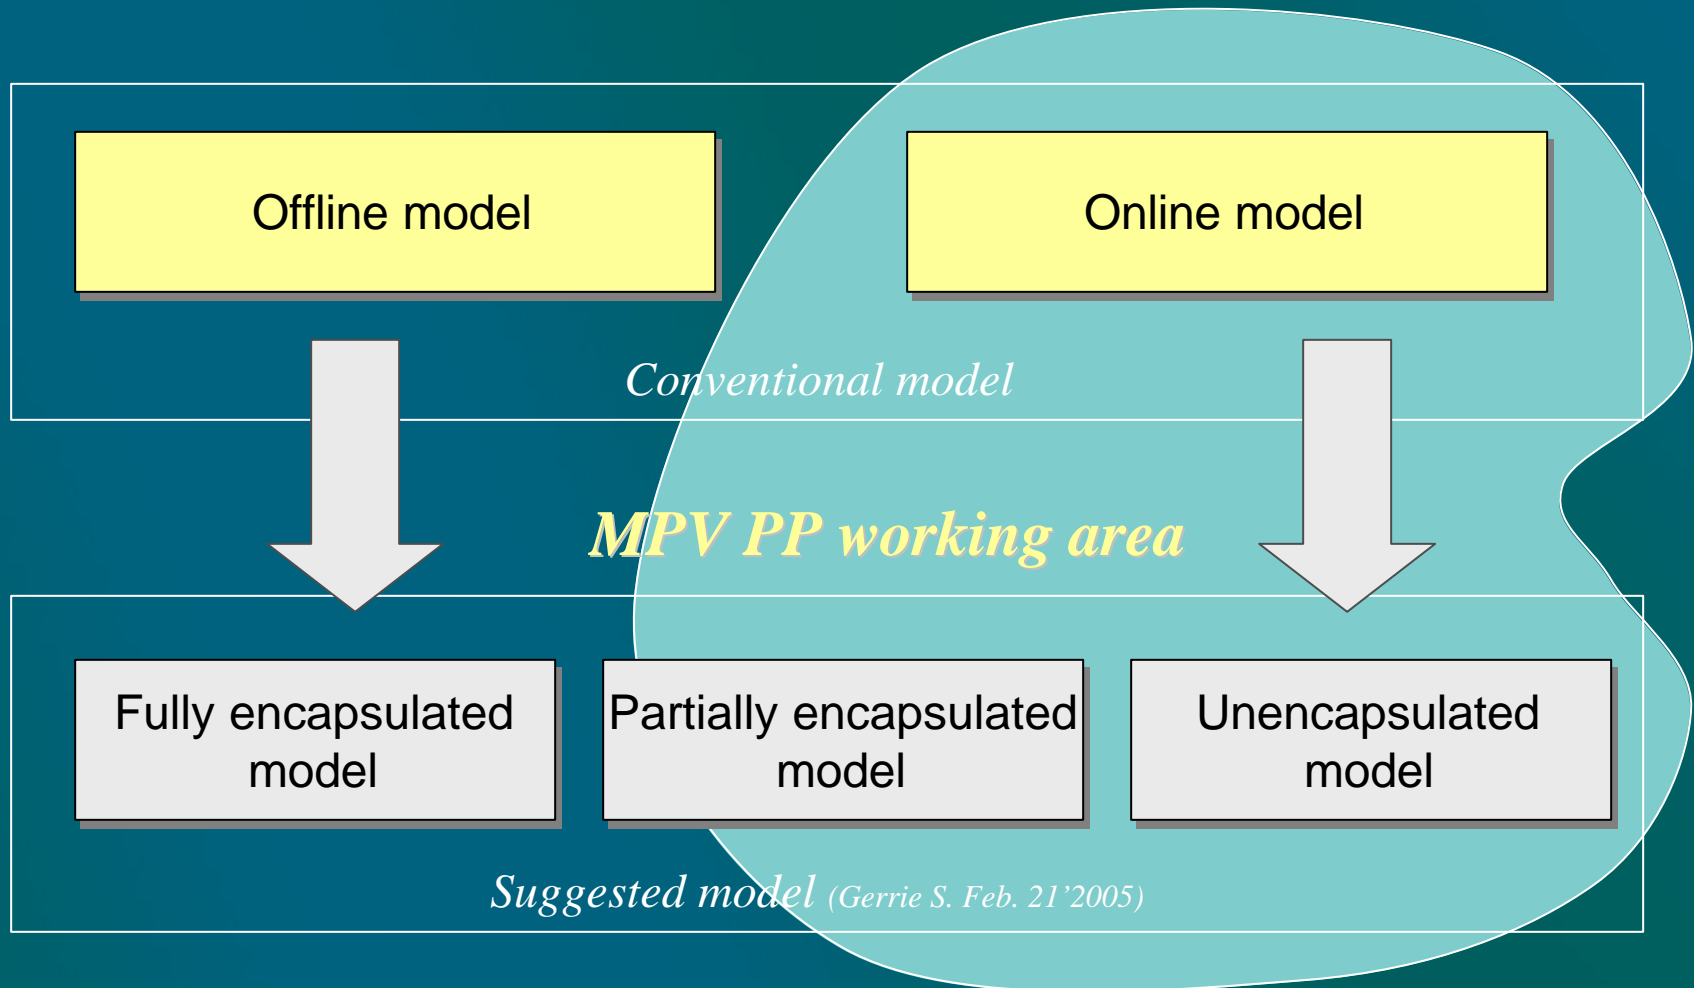 Offline model
Online model
Conventional model
MPV PP working area
Fully encapsulated
model
Partially encapsulated
model
Unencapsulated
model
Suggested model (Gerrie S. Feb. 21’2005)